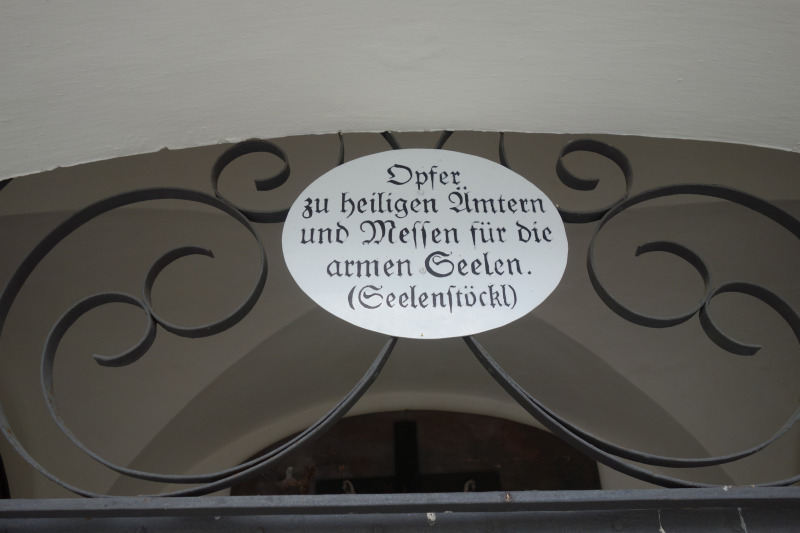 Opfer
zu heiligen Ämtern
und Messen für die
armen Seelen.
(Seelenstöckl)